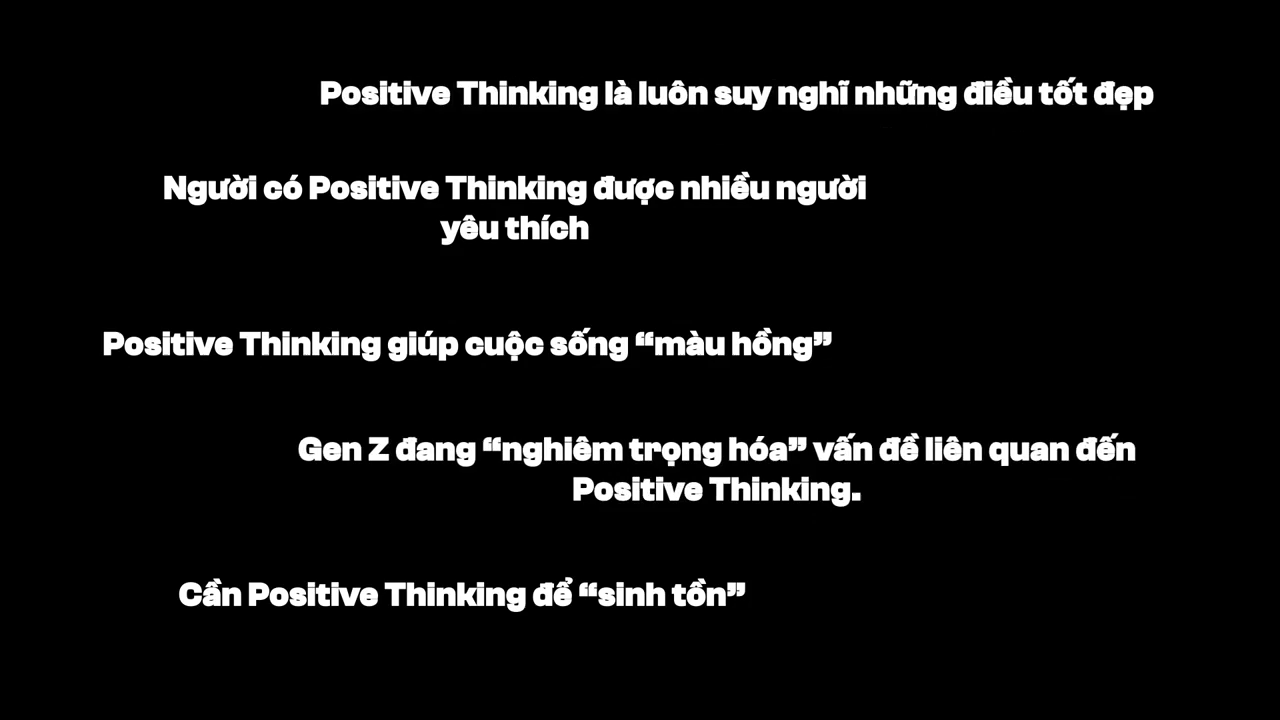 Positive Thinking là luôn suy nghĩ những điều tốt đẹp
Người có Positive Thinking được nhiều người
yêu thích
Positive Thinking giúp cuộc sống “màu hồng”
Gen Z đang “nghiêm trọng hóa” vấn đề liên quan đến
Positive Thinking.
Cần Positive Thinking để “sinh tồn”